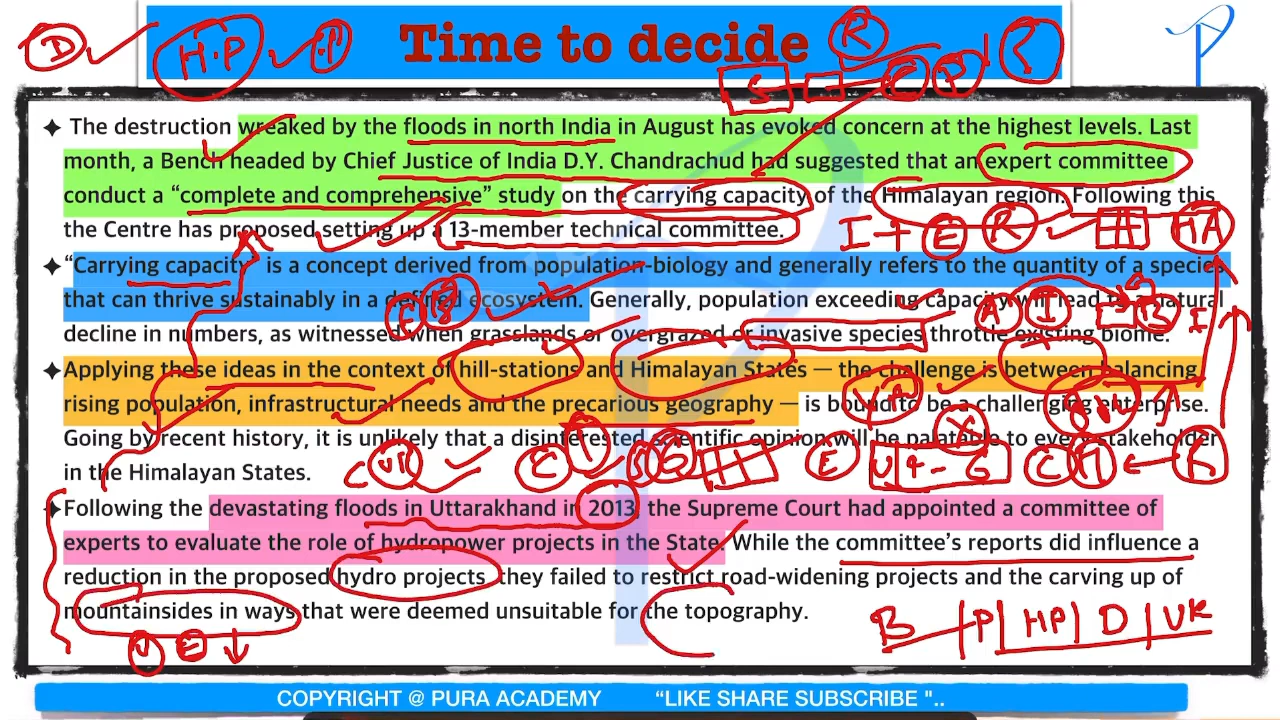 Time to decide
D H.P
R
S C P
✦ The destruction wreaked by the floods in north India in August has evoked concern at the highest levels. Last
month, a Bench headed by Chief Justice of India D.Y. Chandrachud had suggested that an expert committee
conduct a “complete and comprehensive” study on the carrying capacity of the Himalayan region. Following this,
the Centre has proposed setting up a 13-member technical committee.
I + E R HA
✦ “Carrying capacity” is a concept derived from population-biology and generally refers to the quantity of a species
that can thrive sustainably in a defined ecosystem. Generally, population exceeding capacity will lead to natural
decline in numbers, as witnessed when grasslands or overgrazed or invasive species throttle existing biome.
E B A I
✦ Applying these ideas in the context of hill-stations and Himalayan States — the challenge is between balancing
rising population, infrastructural needs and the precarious geography — is bound to be a challenging enterprise.
Going by recent history, it is unlikely that a disinterested scientific opinion will be palatable to every stakeholder
in the Himalayan States.
E C R
✦ Following the devastating floods in Uttarakhand in 2013, the Supreme Court had appointed a committee of
experts to evaluate the role of hydropower projects in the State. While the committee’s reports did influence a
reduction in the proposed hydro projects, they failed to restrict road-widening projects and the carving up of
mountainsides in ways that were deemed unsuitable for the topography.
B | P | HP | D | UK
COPYRIGHT @ PURA ACADEMY “LIKE SHARE SUBSCRIBE "..